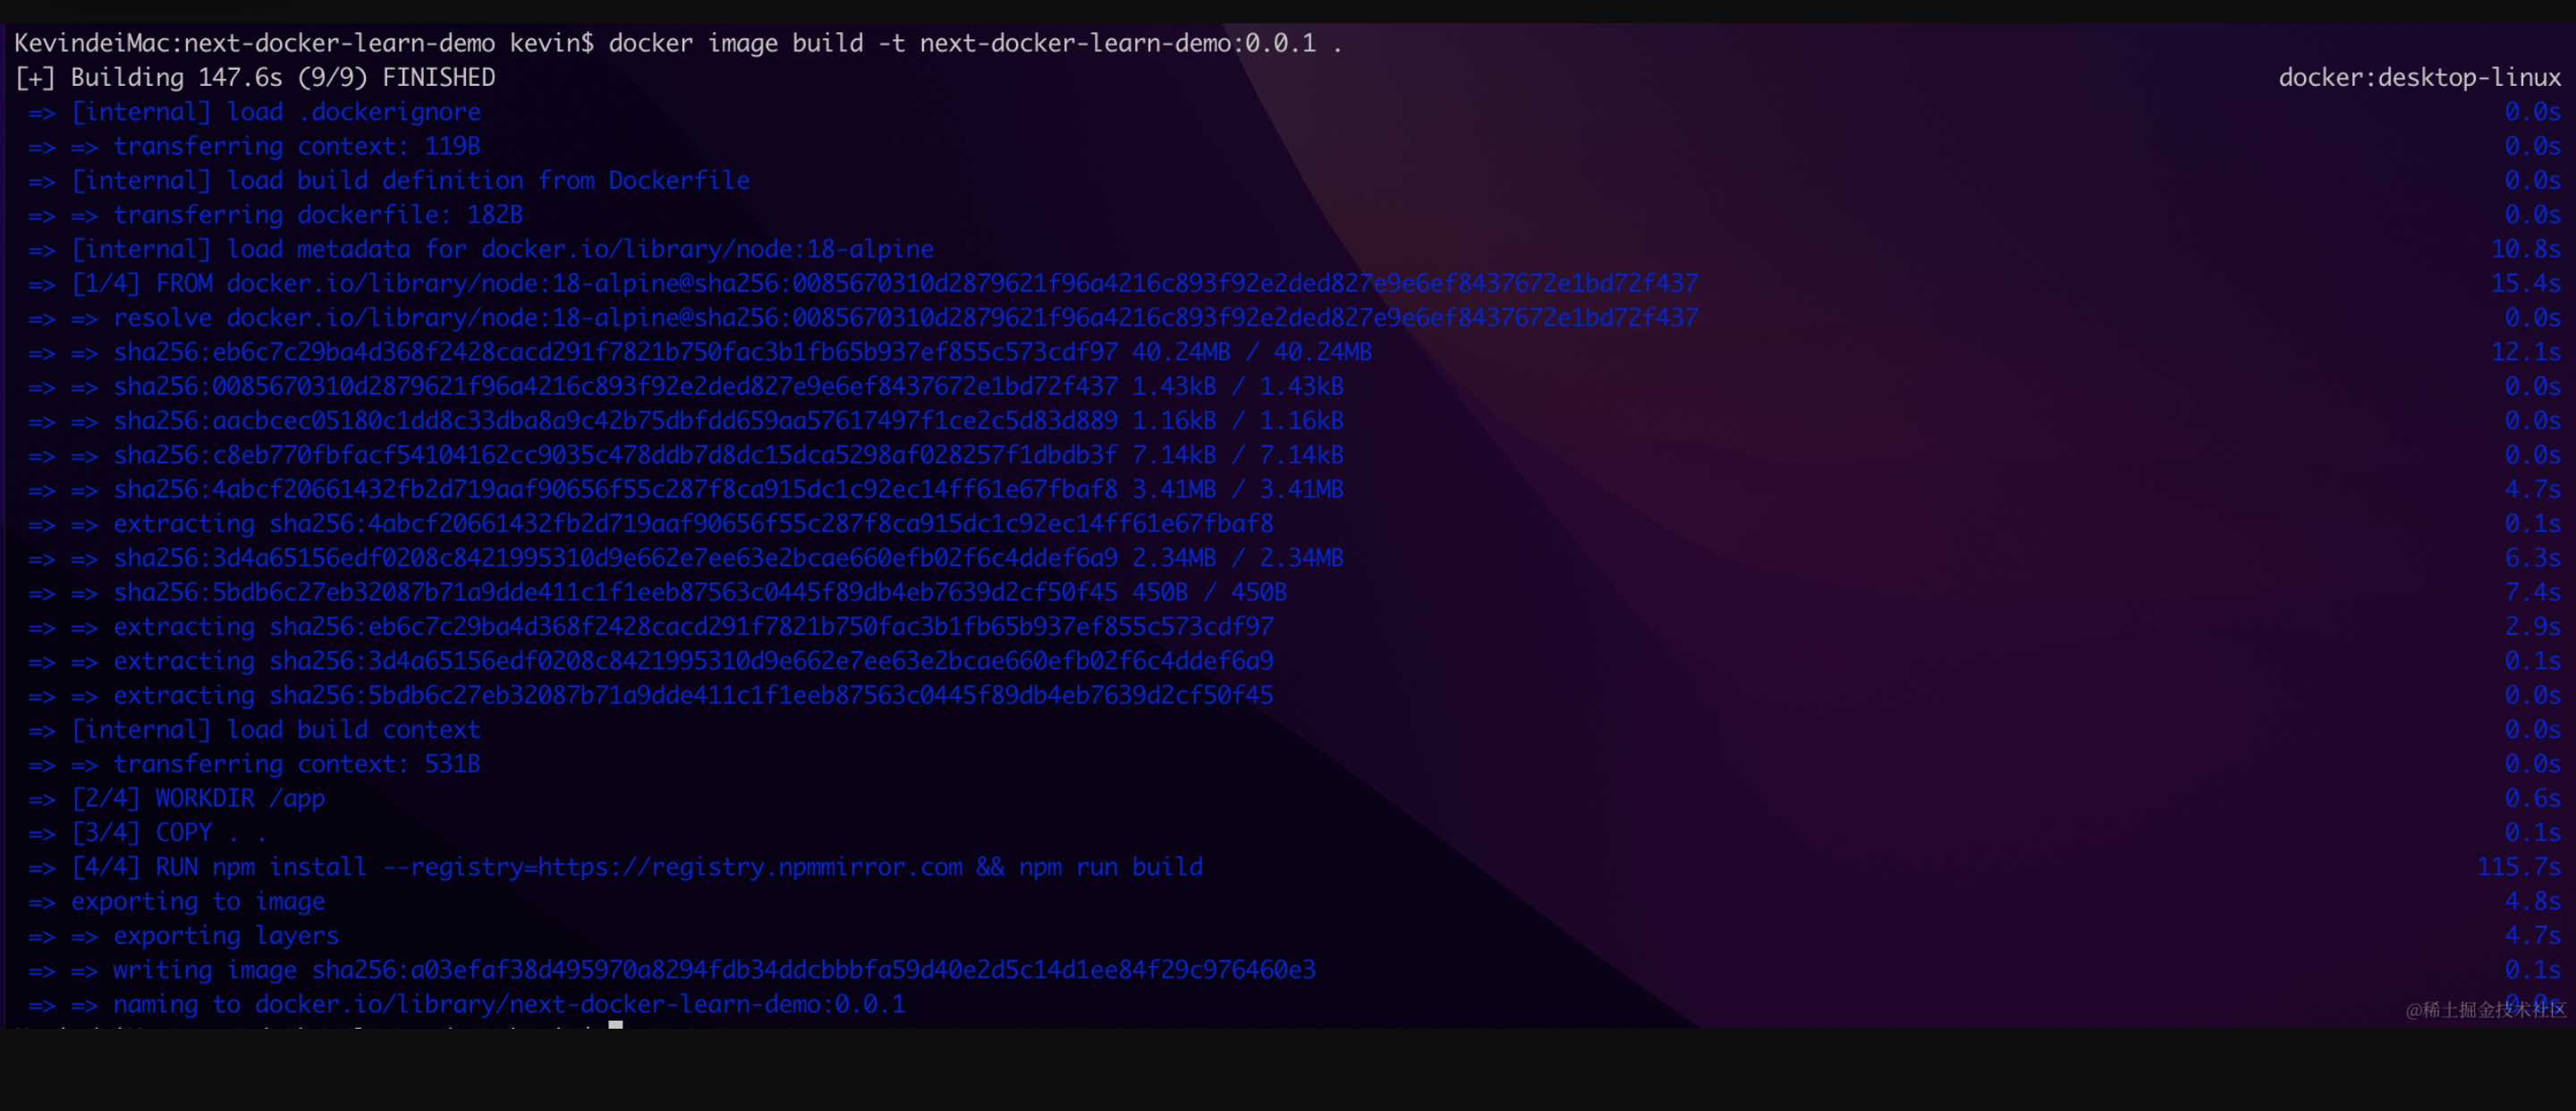 KevindeiMac:next-docker-learn-demo kevin$ docker image build -t next-docker-learn-demo:0.0.1 .
[+] Building 147.6s (9/9) FINISHED docker:desktop-linux
=> [internal] load .dockerignore 0.0s
=> => transferring context: 119B 0.0s
=> [internal] load build definition from Dockerfile 0.0s
=> => transferring dockerfile: 182B 0.0s
=> [internal] load metadata for docker.io/library/node:18-alpine 10.8s
=> [1/4] FROM docker.io/library/node:18-alpine@sha256:0085670310d2879621f96a4216c893f92e2ded827e9e6ef8437672e1bd72f437 15.4s
=> => resolve docker.io/library/node:18-alpine@sha256:0085670310d2879621f96a4216c893f92e2ded827e9e6ef8437672e1bd72f437 0.0s
=> => sha256:eb6c7c29ba4d368f2428cacd291f7821b750fac3b1fb65b937ef855c573cdf97 40.24MB / 40.24MB 12.1s
=> => sha256:0085670310d2879621f96a4216c893f92e2ded827e9e6ef8437672e1bd72f437 1.43kB / 1.43kB 0.0s
=> => sha256:aacbcec05180c1dd8c33dba8a9c42b75dbfdd659aa57617497f1ce2c5d83d889 1.16kB / 1.16kB 0.0s
=> => sha256:c8eb770fbfacf54104162cc9035c478ddb7d8dc15dca5298af028257f1dbdb3f 7.14kB / 7.14kB 0.0s
=> => sha256:4abcf20661432fb2d719aaf90656f55c287f8ca915dc1c92ec14ff61e67fbaf8 3.41MB / 3.41MB 4.7s
=> => extracting sha256:4abcf20661432fb2d719aaf90656f55c287f8ca915dc1c92ec14ff61e67fbaf8 0.1s
=> => sha256:3d4a65156edf0208c8421995310d9e662e7ee63e2bcae660efb02f6c4ddef6a9 2.34MB / 2.34MB 6.3s
=> => sha256:5bdb6c27eb32087b71a9dde411c1f1eeb87563c0445f89db4eb7639d2cf50f45 450B / 450B 7.4s
=> => extracting sha256:eb6c7c29ba4d368f2428cacd291f7821b750fac3b1fb65b937ef855c573cdf97 2.9s
=> => extracting sha256:3d4a65156edf0208c8421995310d9e662e7ee63e2bcae660efb02f6c4ddef6a9 0.1s
=> => extracting sha256:5bdb6c27eb32087b71a9dde411c1f1eeb87563c0445f89db4eb7639d2cf50f45 0.0s
=> [internal] load build context 0.0s
=> => transferring context: 531B 0.0s
=> [2/4] WORKDIR /app 0.6s
=> [3/4] COPY . . 0.1s
=> [4/4] RUN npm install --registry=https://registry.npmmirror.com && npm run build 115.7s
=> exporting to image 4.8s
=> => exporting layers 4.7s
=> => writing image sha256:a03efaf38d495970a8294fdb34ddcbbbfa59d40e2d5c14d1ee84f29c976460e3 0.1s
=> => naming to docker.io/library/next-docker-learn-demo:0.0.1 0.0s
@稀土掘金技术社区